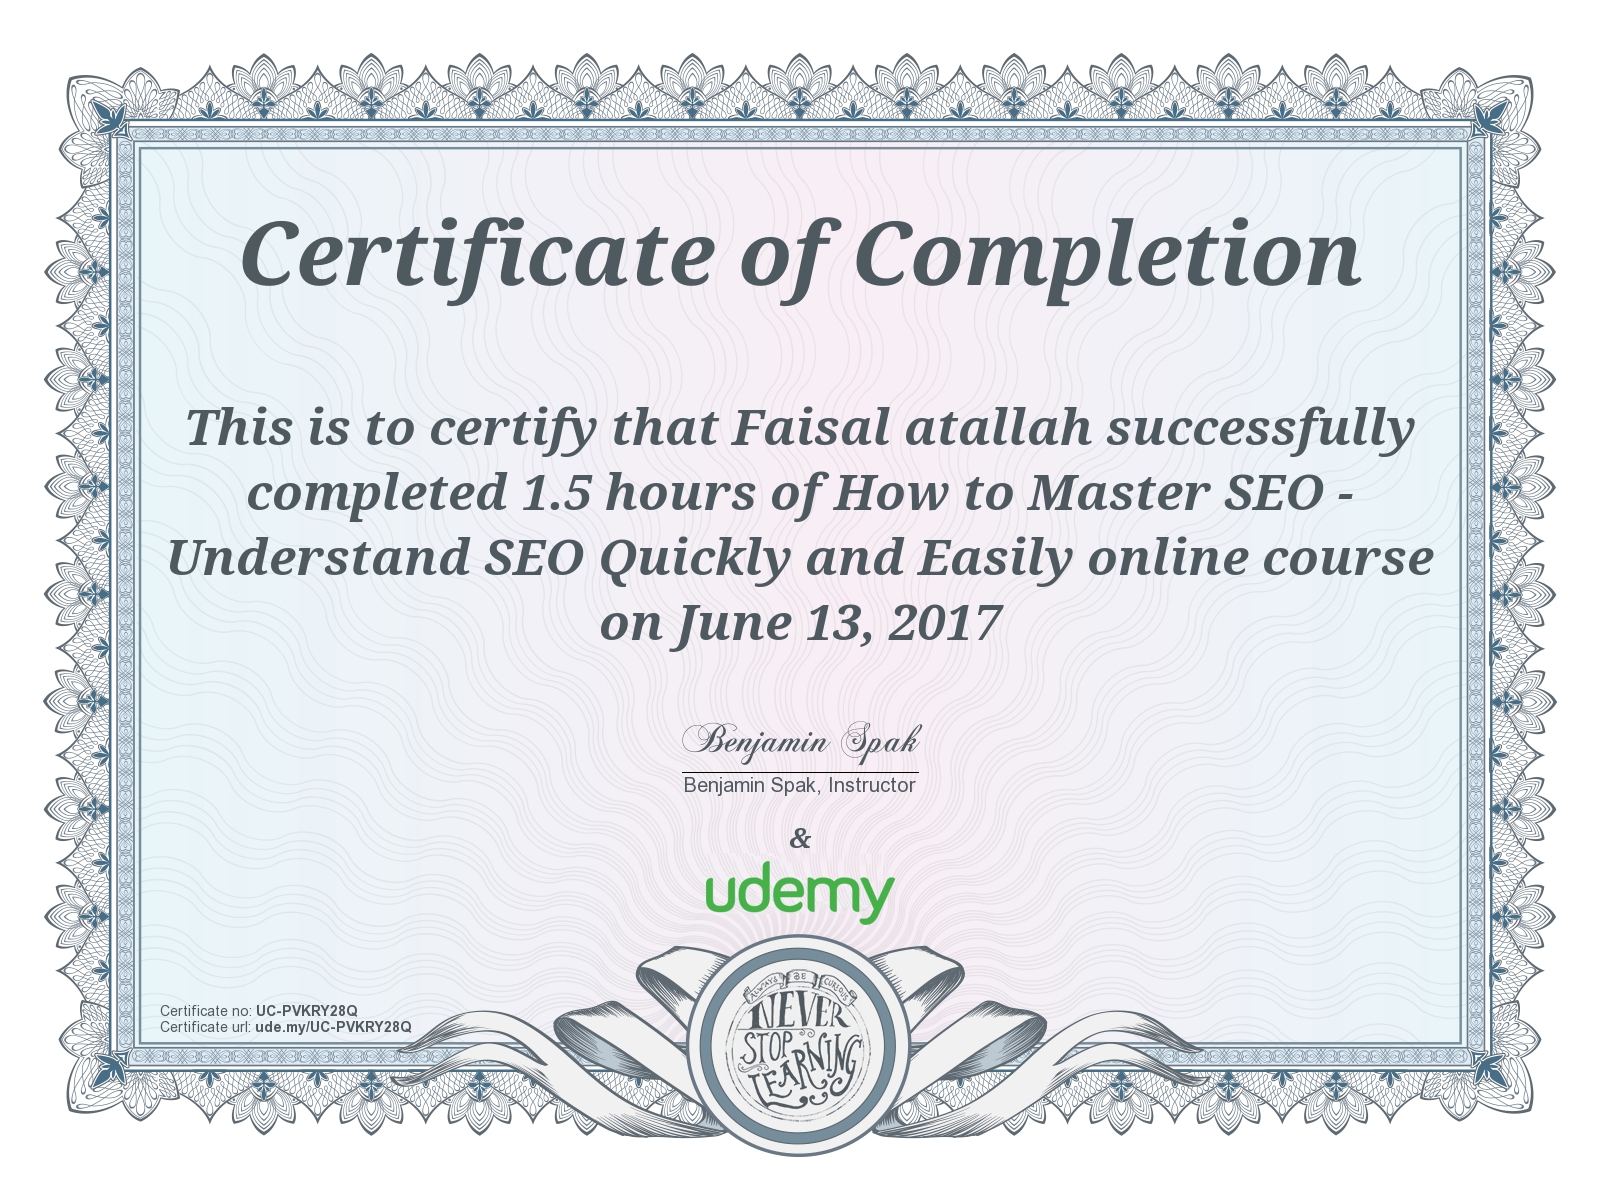 Certificate of Completion
This is to certify that Faisal atallah successfully
completed 1.5 hours of How to Master SEO -
Understand SEO Quickly and Easily online course
on June 13, 2017
Benjamin Spak
Benjamin Spak, Instructor
&
udemy
Certificate no: UC-PVKRY28Q
Certificate url: ude.my/UC-PVKRY28Q
ALWAYS BE CURIOUS
NEVER
STOP
LEARNING